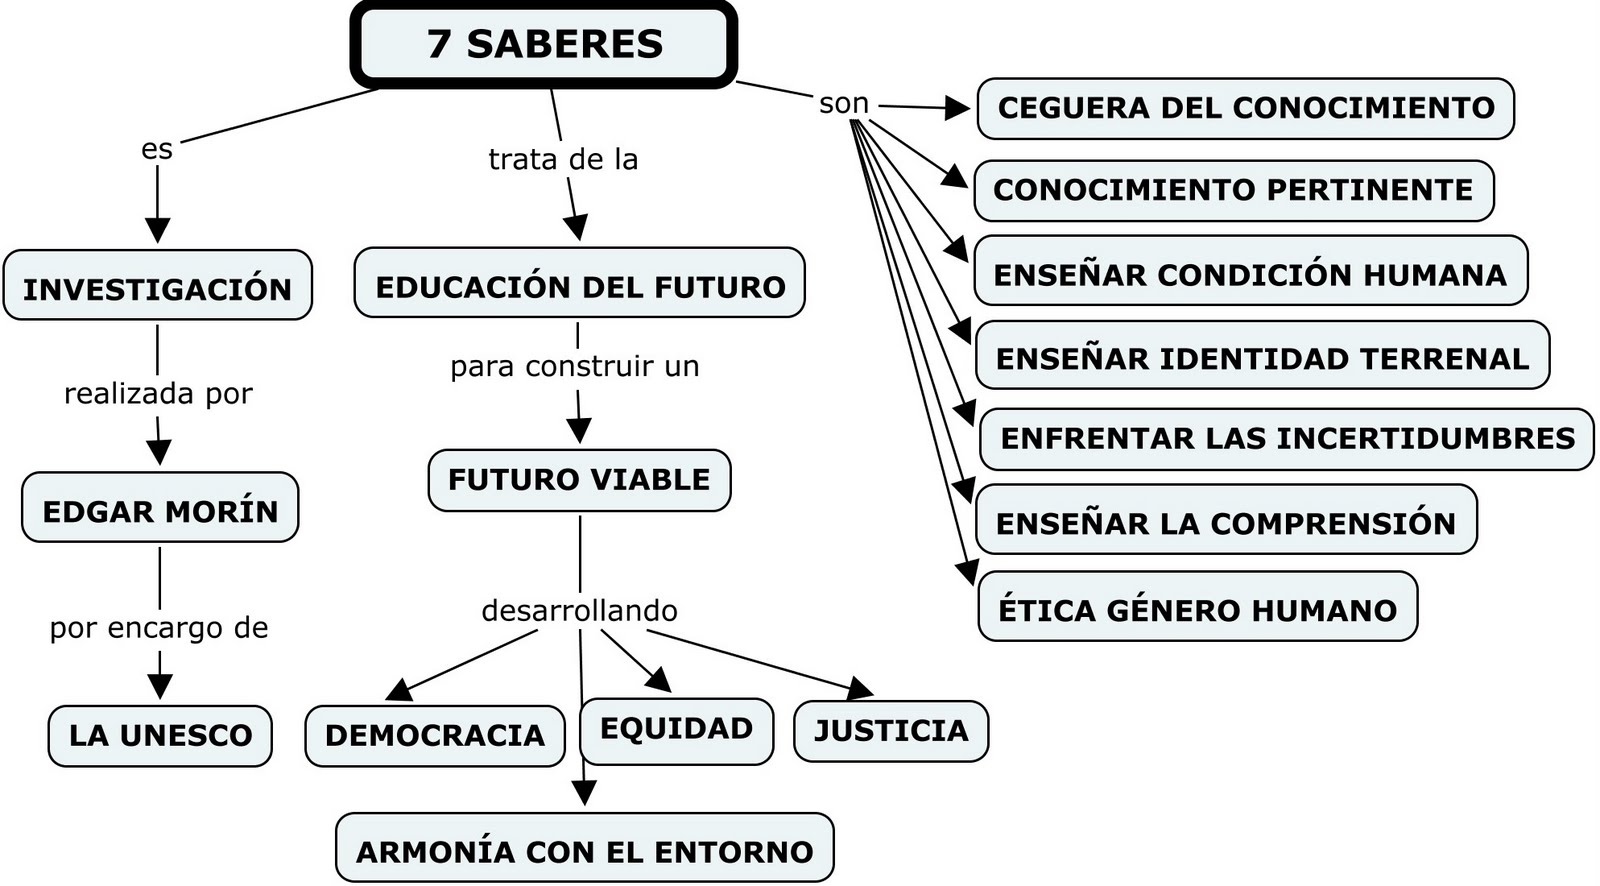 7 SABERES
es
trata de la
son
INVESTIGACIÓN
realizada por
EDGAR MORÍN
por encargo de
LA UNESCO
EDUCACIÓN DEL FUTURO
para construir un
FUTURO VIABLE
desarrollando
DEMOCRACIA
EQUIDAD
JUSTICIA
ARMONÍA CON EL ENTORNO
CEGUERA DEL CONOCIMIENTO
CONOCIMIENTO PERTINENTE
ENSEÑAR CONDICIÓN HUMANA
ENSEÑAR IDENTIDAD TERRENAL
ENFRENTAR LAS INCERTIDUMBRES
ENSEÑAR LA COMPRENSIÓN
ÉTICA GÉNERO HUMANO